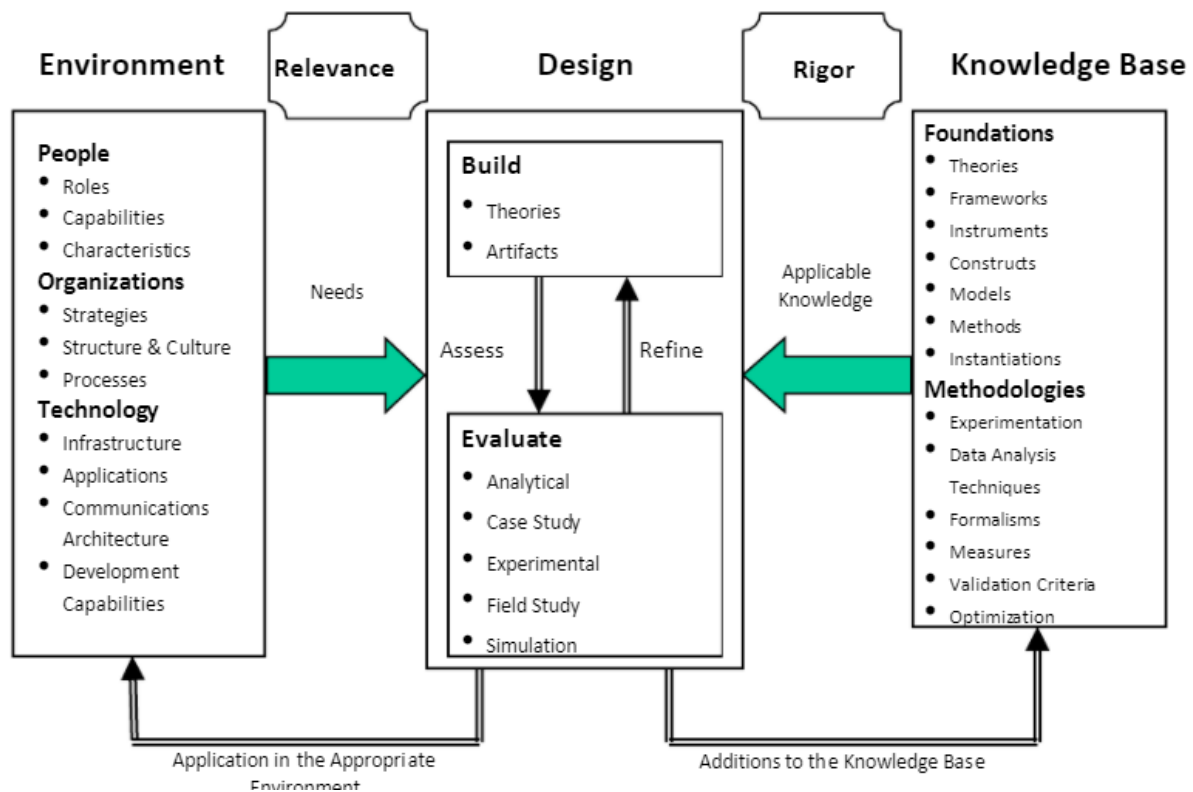 Environment
Relevance
Design
Rigor
Knowledge Base
People
• Roles
• Capabilities
• Characteristics
Organizations
• Strategies
• Structure & Culture
• Processes
Technology
• Infrastructure
• Applications
• Communications
Architecture
• Development
Capabilities
Needs
Build
• Theories
• Artifacts
Assess
Refine
Evaluate
• Analytical
• Case Study
• Experimental
• Field Study
• Simulation
Applicable
Knowledge
Foundations
• Theories
• Frameworks
• Instruments
• Constructs
• Models
• Methods
• Instantiations
Methodologies
• Experimentation
• Data Analysis
Techniques
• Formalisms
• Measures
• Validation Criteria
• Optimization
Application in the Appropriate
Environment
Additions to the Knowledge Base